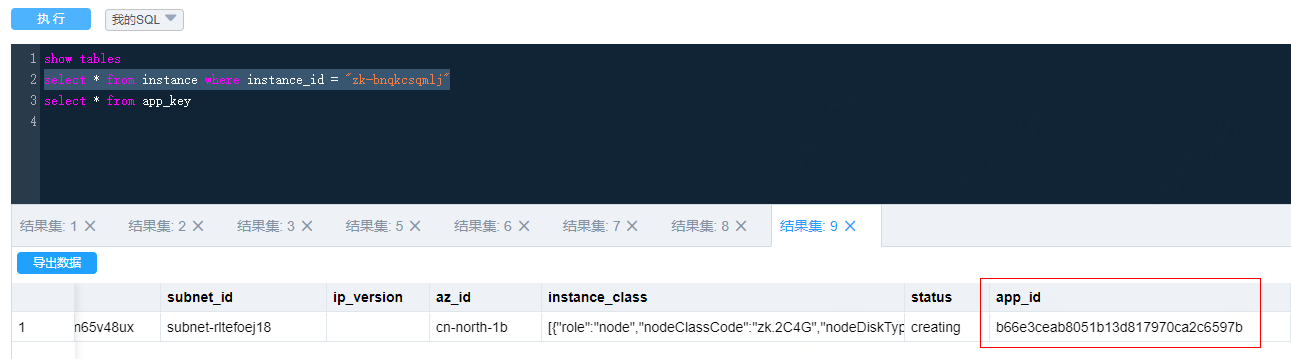 执 行 我的SQL
1 show tables
2 select * from instance where instance_id = "zk-bnqkcsqmlj"
3 select * from app_key
4
结果集: 1 结果集: 2 结果集: 3 结果集: 5 结果集: 6 结果集: 7 结果集: 8 结果集: 9
导出数据
subnet_id ip_version az_id instance_class status app_id
1 n65v48ux subnet-rltefoej18 cn-north-1b [{"role":"node","nodeClassCode":"zk.2C4G","nodeDiskTyp creating b66e3ceab8051b13d817970ca2c6597b